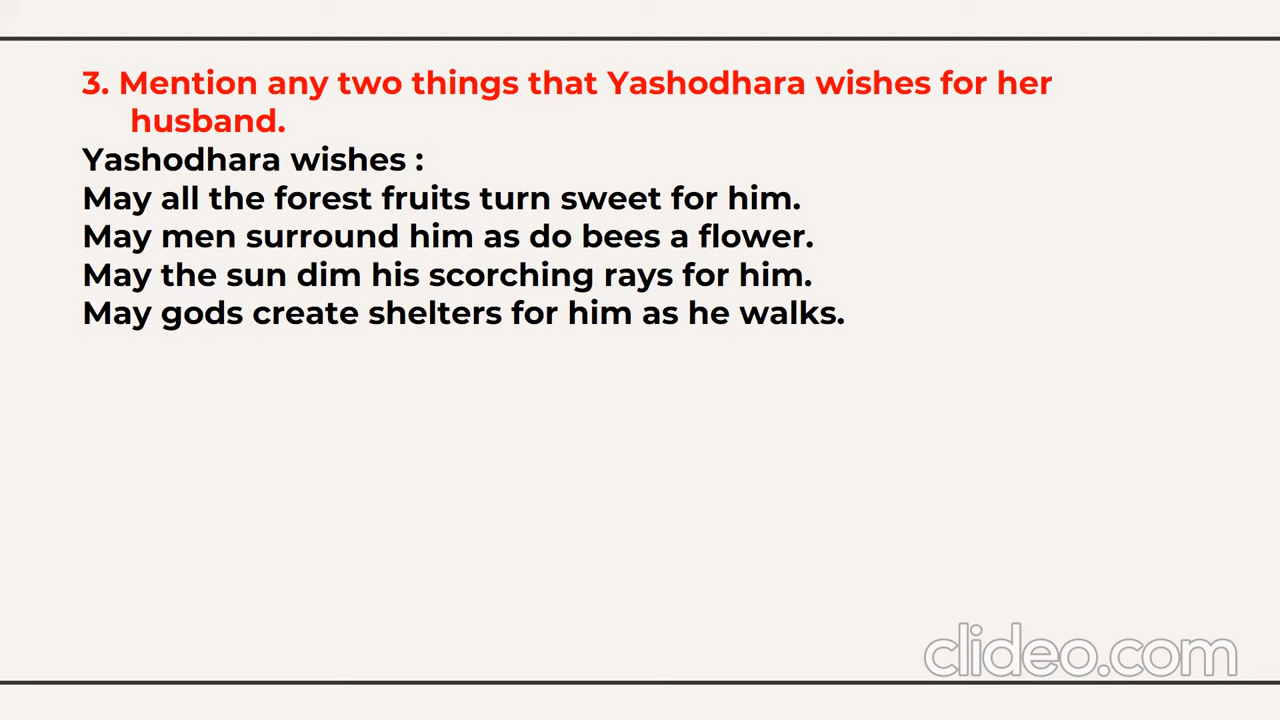 3. Mention any two things that Yashodhara wishes for her
husband.
Yashodhara wishes :
May all the forest fruits turn sweet for him.
May men surround him as do bees a flower.
May the sun dim his scorching rays for him.
May gods create shelters for him as he walks.
clideo.com